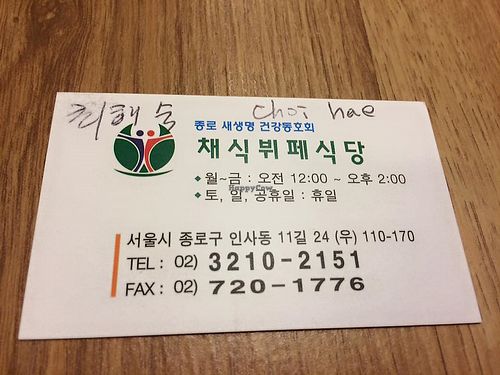 최해숙 choi hae
종로 새생명 건강동호회
채식뷔페식당
◆월~금 : 오전 12:00 ~ 오후 2:00
◆토, 일, 공휴일 : 휴일
HappyCow
서울시 종로구 인사동 11길 24 (우) 110-170
TEL : 02) 3210-2151
FAX : 02) 720-1776